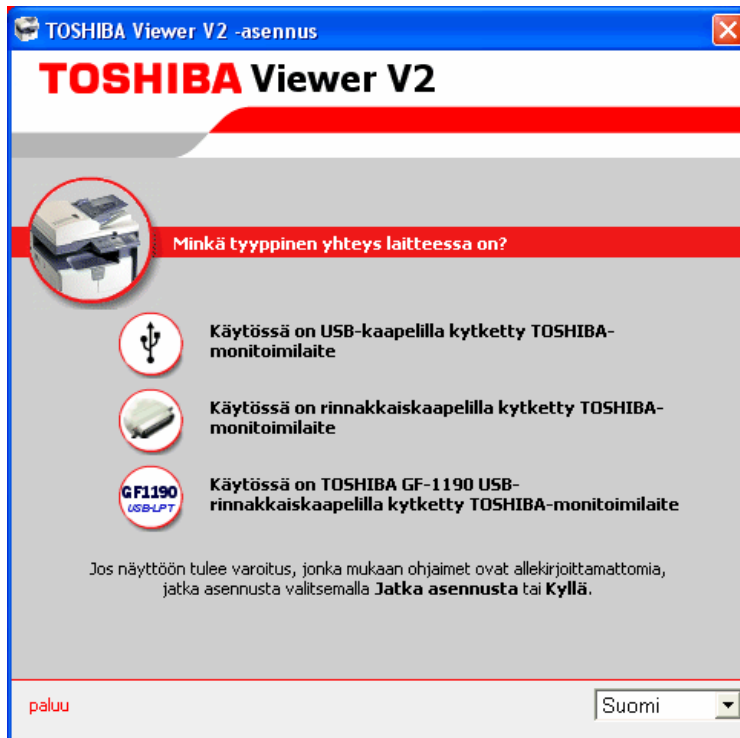 TOSHIBA Viewer V2 -asennus
TOSHIBA Viewer V2
Minkä tyyppinen yhteys laitteessa on?
Käytössä on USB-kaapelilla kytketty TOSHIBA-
monitoimilaite
Käytössä on rinnakkaiskaapelilla kytketty TOSHIBA-
monitoimilaite
GF1190
USB-LPT
Käytössä on TOSHIBA GF-1190 USB-
rinnakkaiskaapelilla kytketty TOSHIBA-monitoimilaite
Jos näyttöön tulee varoitus, jonka mukaan ohjaimet ovat allekirjoittamattomia,
jatka asennusta valitsemalla Jatka asennusta tai Kyllä.
paluu
Suomi